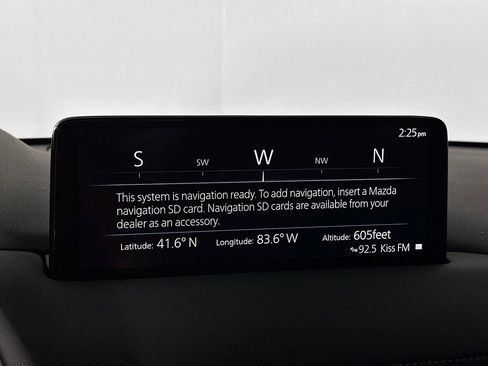 2:25pm
S SW W NW N
This system is navigation ready. To add navigation, insert a Mazda
navigation SD card. Navigation SD cards are available from your
dealer as an accessory.
Latitude: 41.6° N Longitude: 83.6° W Altitude: 605feet
92.5 Kiss FM